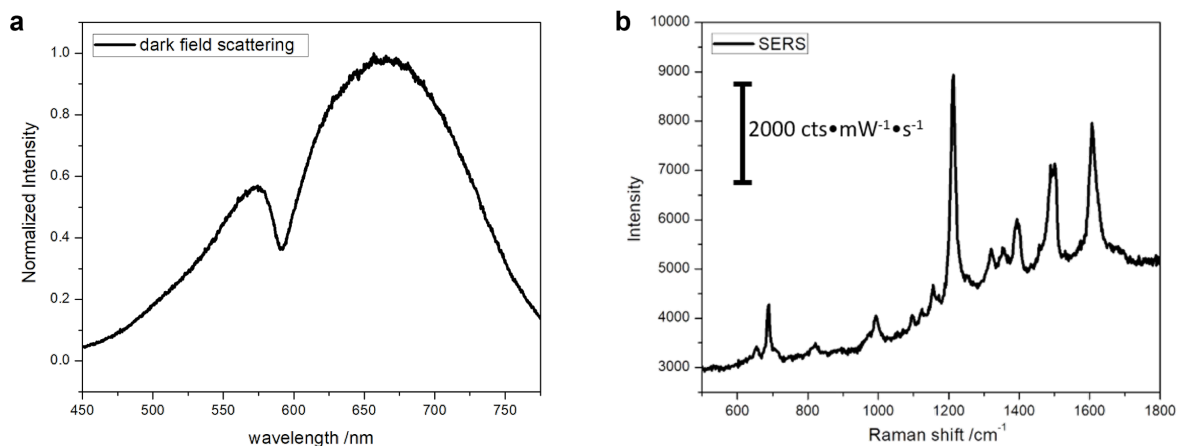 a
dark field scattering
1.0
0.8
0.6
0.4
0.2
0.0
Normalized Intensity
450 500 550 600 650 700 750
wavelength /nm
b
SERS
2000 cts•mW⁻¹•s⁻¹
10000
9000
8000
7000
6000
5000
4000
3000
Intensity
600 800 1000 1200 1400 1600 1800
Raman shift /cm⁻¹